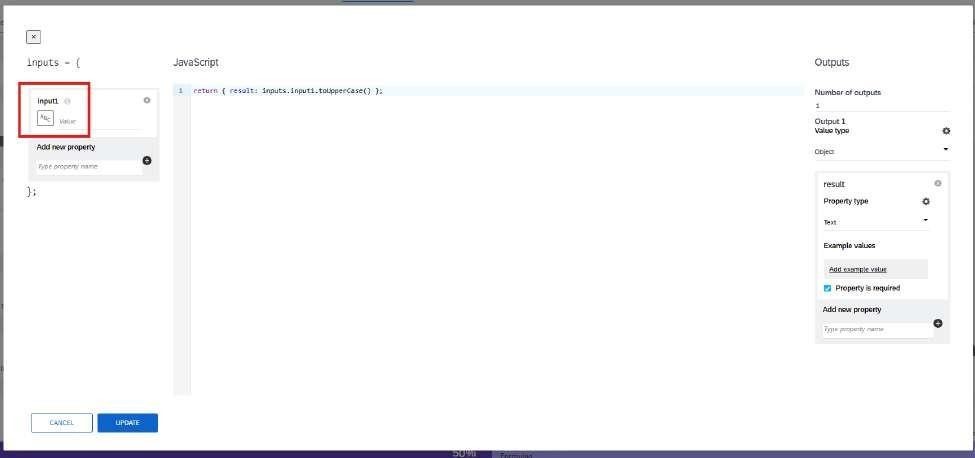 ×
inputs = {
input1
ABC
Value
Add new property
Type property name
};
JavaScript
1
return { result: inputs.input1.toUpperCase() };
Outputs
Number of outputs
1
Output 1
Value type
Object
result
Property type
Text
Example values
Add example value
Property is required
Add new property
Type property name
CANCEL
UPDATE
50%
Formulas